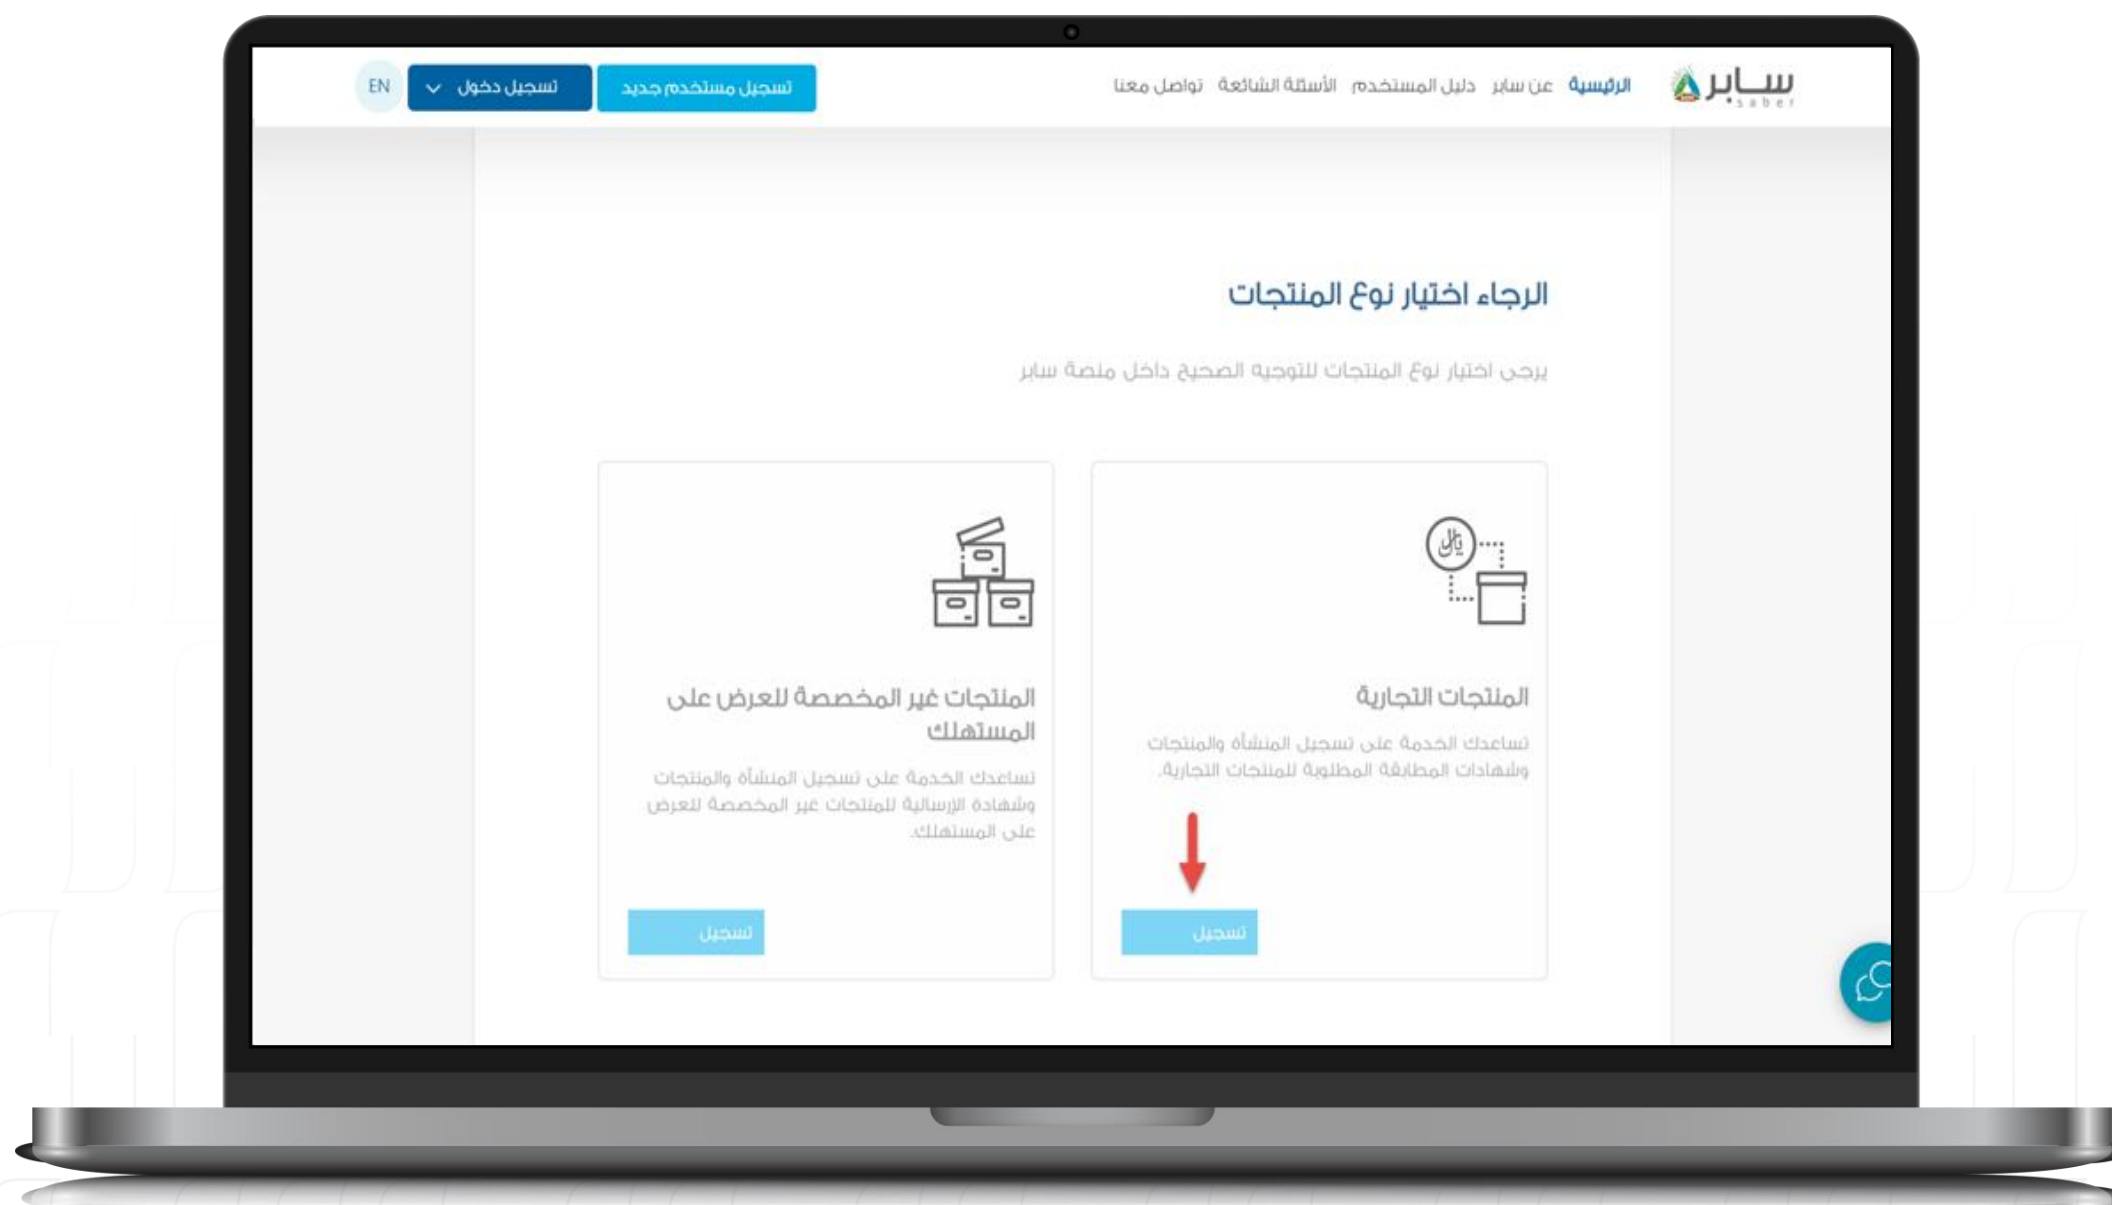 سابر
saber
الرئيسية عن سابر دليل المستخدم الأسئلة الشائعة تواصل معنا
تسجيل مستخدم جديد
تسجيل دخول
EN
الرجاء اختيار نوع المنتجات
يرجى اختيار نوع المنتجات للتوجيه الصحيح داخل منصة سابر
ريال
المنتجات التجارية
تساعدك الخدمة على تسجيل المنشأة والمنتجات
وشهادات المطابقة المطلوبة للمنتجات التجارية.
تسجيل
المنتجات غير المخصصة للعرض على
المستهلك
تساعدك الخدمة على تسجيل المنشأة والمنتجات
وشهادة الإرسالية للمنتجات غير المخصصة للعرض
على المستهلك.
تسجيل